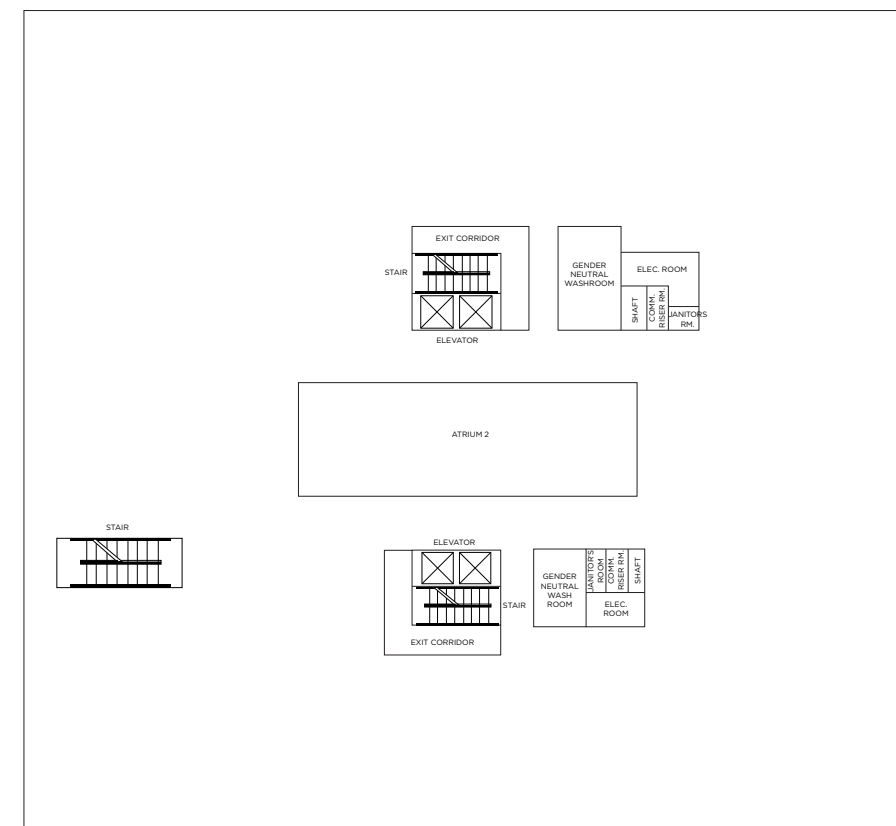 EXIT CORRIDOR
STAIR
ELEVATOR
GENDER
NEUTRAL
WASHROOM
ELEC. ROOM
SHAFT
COMM.
RISER RM.
JANITORS
RM.
ATRIUM 2
STAIR
ELEVATOR
STAIR
EXIT CORRIDOR
GENDER
NEUTRAL
WASH
ROOM
JANITOR'S
ROOM
COMM.
RISER RM.
SHAFT
ELEC.
ROOM